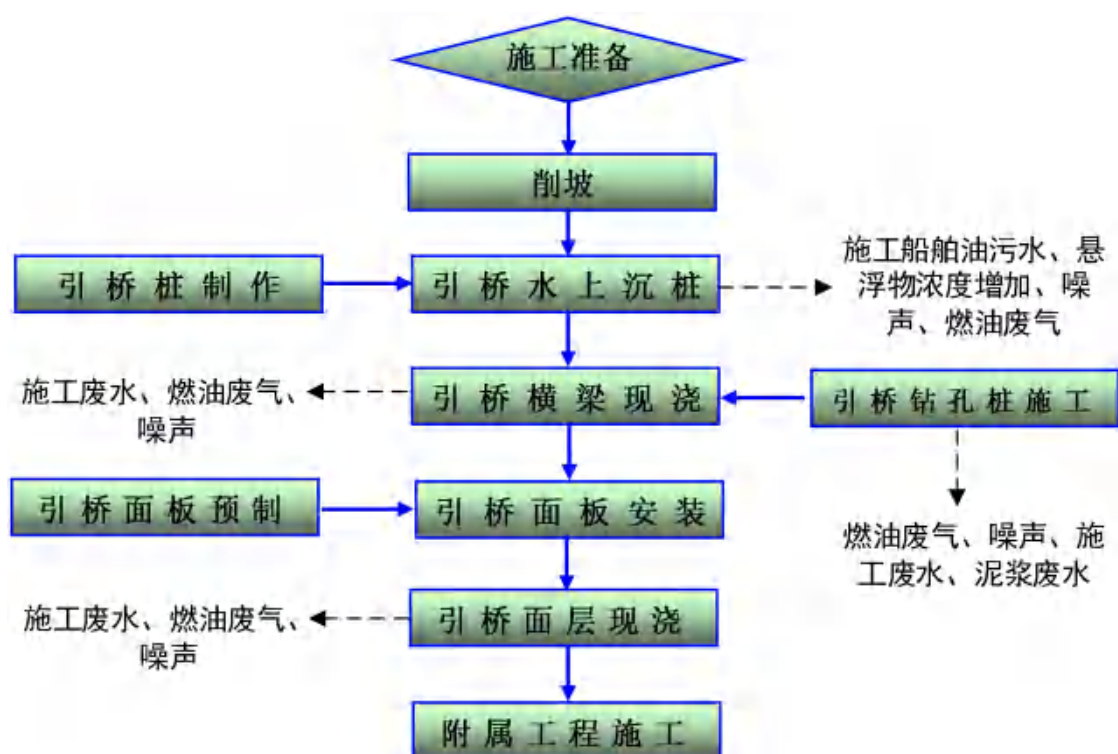 施工准备
削坡
引桥桩制作
引桥水上沉桩
施工船舶油污水、悬
浮物浓度增加、噪
声、燃油废气
施工废水、燃油废气、
噪声
引桥横梁现浇
引桥钻孔桩施工
引桥面板预制
引桥面板安装
燃油废气、噪声、施
工废水、泥浆废水
施工废水、燃油废气、
噪声
引桥面层现浇
附属工程施工